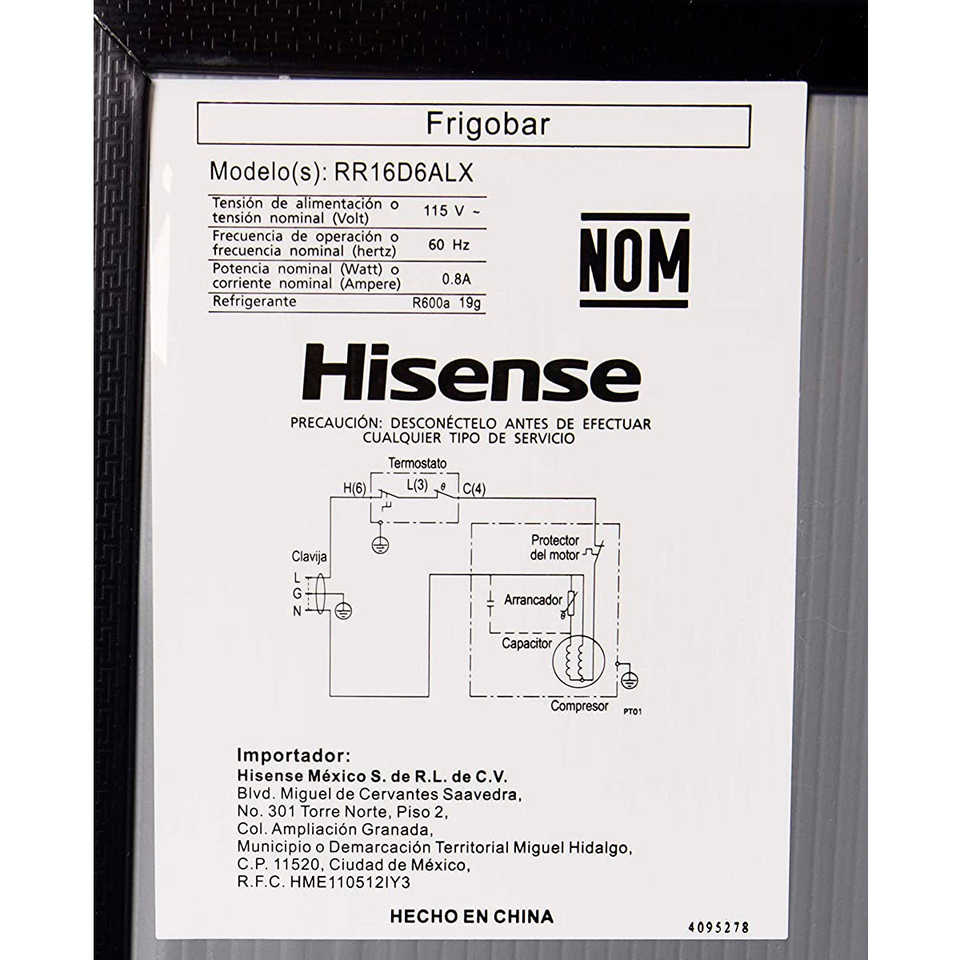 Frigobar
Modelo(s): RR16D6ALX
Tensión de alimentación o
tensión nominal (Volt)
115 V ~
Frecuencia de operación o
frecuencia nominal (hertz)
60 Hz
Potencia nominal (Watt) o
corriente nominal (Ampere)
0.8A
Refrigerante
R600a 19g
NOM
Hisense
PRECAUCIÓN: DESCONÉCTELO ANTES DE EFECTUAR
CUALQUIER TIPO DE SERVICIO
Termostato
H(6) L(3) θ C(4)
Protector
del motor
Clavija
L
G
N
Arrancador
θ
Capacitor
Compresor
PT01
Importador:
Hisense México S. de R.L. de C.V.
Blvd. Miguel de Cervantes Saavedra,
No. 301 Torre Norte, Piso 2,
Col. Ampliación Granada,
Municipio o Demarcación Territorial Miguel Hidalgo,
C.P. 11520, Ciudad de México,
R.F.C. HME110512IY3
HECHO EN CHINA
4095278